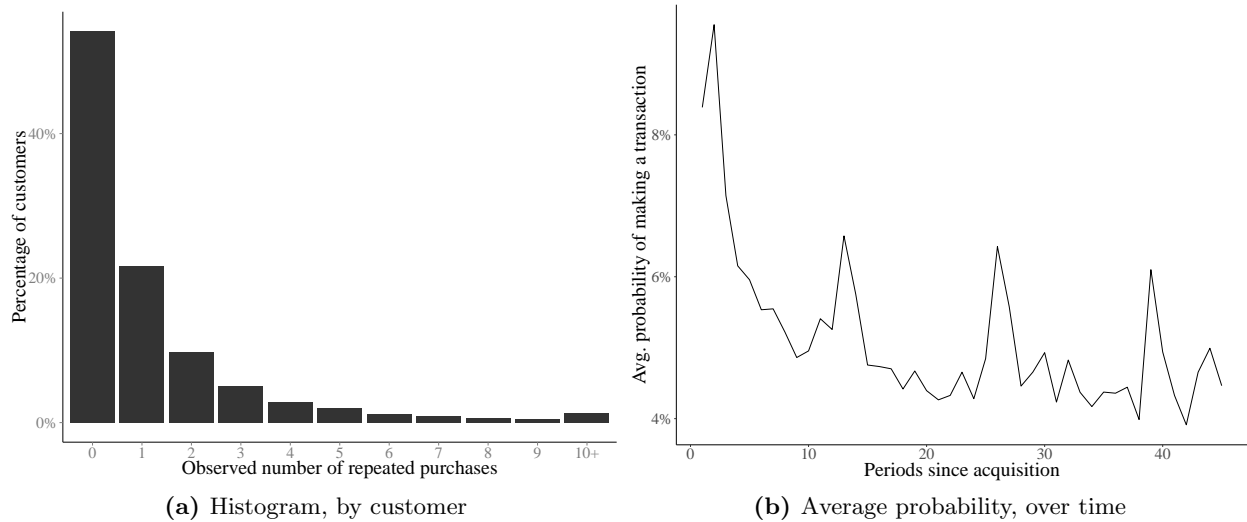 Percentage of customers
40%
20%
0%
0 1 2 3 4 5 6 7 8 9 10+
Observed number of repeated purchases
(a) Histogram, by customer
Avg. probability of making a transaction
8%
6%
4%
0 10 20 30 40
Periods since acquisition
(b) Average probability, over time